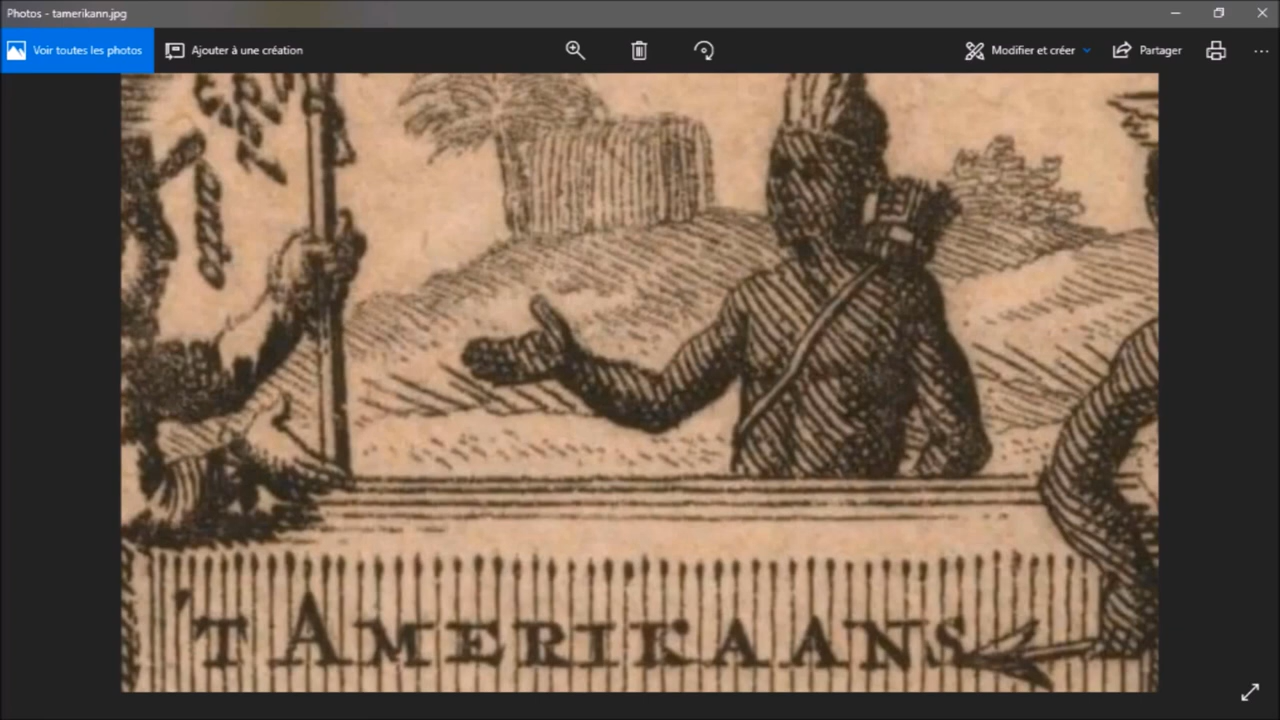 Photos - tamerikann.jpg
Voir toutes les photos
Ajouter à une création
Modifier et créer
Partager
'T AMERIKAANS